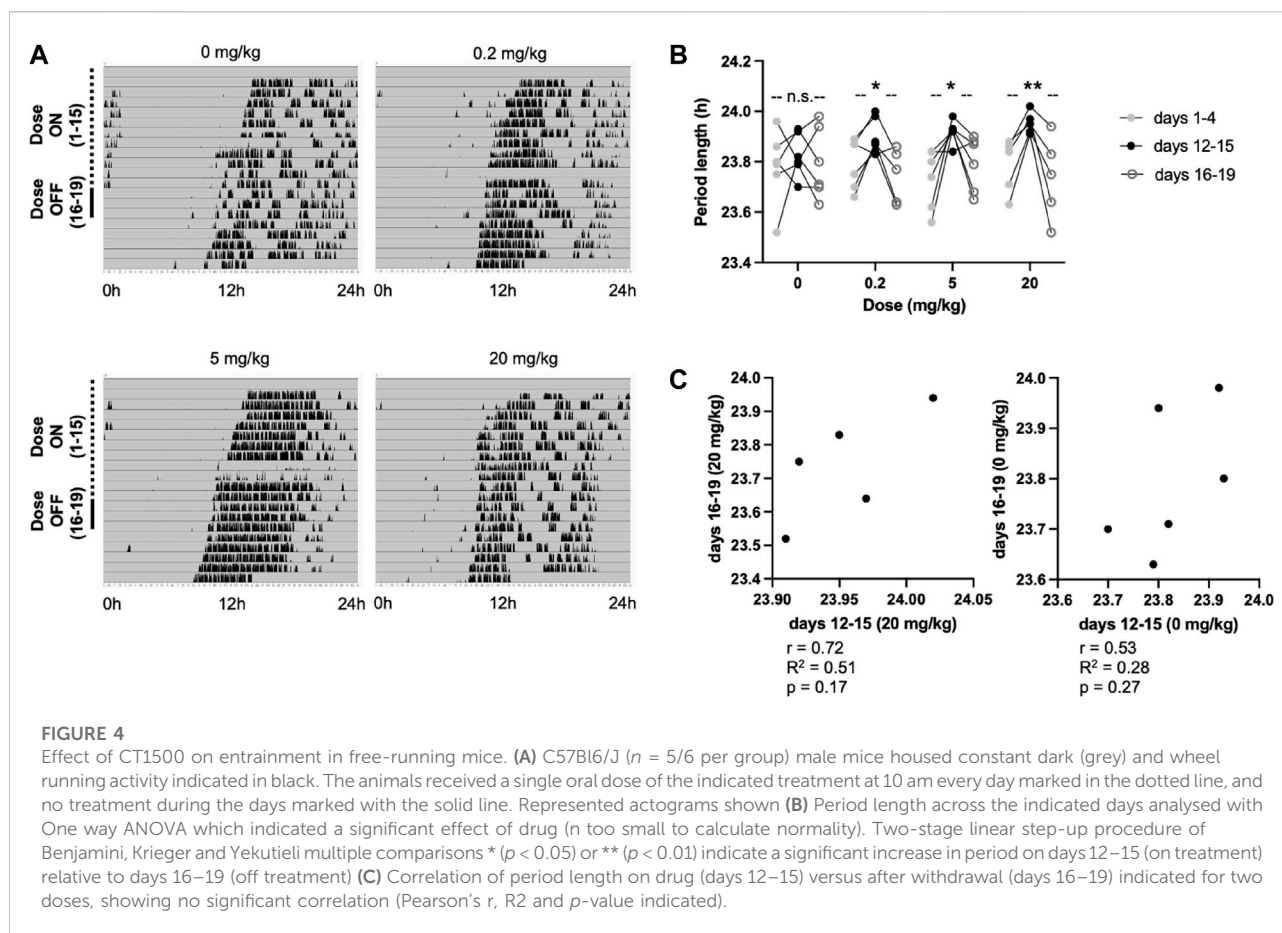 A
0 mg/kg
0.2 mg/kg
Dose
ON
(1-15)
Dose
OFF
(16-19)
0h
12h
24h
0h
12h
24h
5 mg/kg
20 mg/kg
Dose
ON
(1-15)
Dose
OFF
(16-19)
0h
12h
24h
0h
12h
24h
B
24.2
24.0
23.8
23.6
23.4
Period length (h)
-- n.s.--
-- * --
-- * --
-- ** --
0
0.2
5
20
Dose (mg/kg)
days 1-4
days 12-15
days 16-19
C
24.0
23.9
23.8
23.7
23.6
23.5
23.4
days 16-19 (20 mg/kg)
23.90
23.95
24.00
24.05
days 12-15 (20 mg/kg)
r = 0.72
R² = 0.51
p = 0.17
24.0
23.9
23.8
23.7
23.6
days 16-19 (0 mg/kg)
23.6
23.7
23.8
23.9
24.0
days 12-15 (0 mg/kg)
r = 0.53
R² = 0.28
p = 0.27
FIGURE 4
Effect of CT1500 on entrainment in free-running mice. (A) C57Bl6/J (n = 5/6 per group) male mice housed constant dark (grey) and wheel
running activity indicated in black. The animals received a single oral dose of the indicated treatment at 10 am every day marked in the dotted line, and
no treatment during the days marked with the solid line. Represented actograms shown (B) Period length across the indicated days analysed with
One way ANOVA which indicated a significant effect of drug (n too small to calculate normality). Two-stage linear step-up procedure of
Benjamini, Krieger and Yekutieli multiple comparisons * (p < 0.05) or ** (p < 0.01) indicate a significant increase in period on days 12–15 (on treatment)
relative to days 16–19 (off treatment) (C) Correlation of period length on drug (days 12–15) versus after withdrawal (days 16–19) indicated for two
doses, showing no significant correlation (Pearson's r, R2 and p-value indicated).